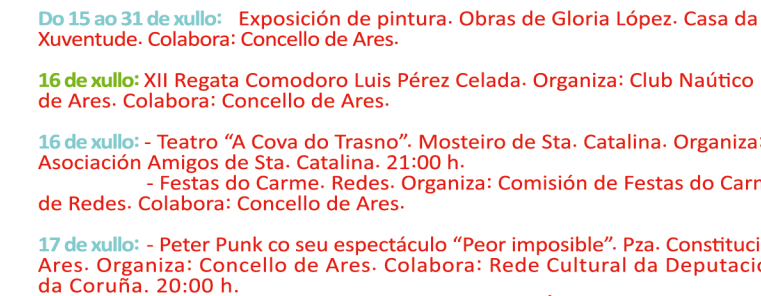 Do 15 ao 31 de xullo: Exposición de pintura. Obras de Gloria López. Casa da
Xuventude. Colabora: Concello de Ares.
16 de xullo: XII Regata Comodoro Luis Pérez Celada. Organiza: Club Naútico
de Ares. Colabora: Concello de Ares.
16 de xullo: - Teatro “A Cova do Trasno”. Mosteiro de Sta. Catalina. Organiza:
Asociación Amigos de Sta. Catalina. 21:00 h.
- Festas do Carme. Redes. Organiza: Comisión de Festas do Car
de Redes. Colabora: Concello de Ares.
17 de xullo: - Peter Punk co seu espectáculo “Peor imposible”. Pza. Constituci
Ares. Organiza: Concello de Ares. Colabora: Rede Cultural da Deputaci
da Coruña. 20:00 h.